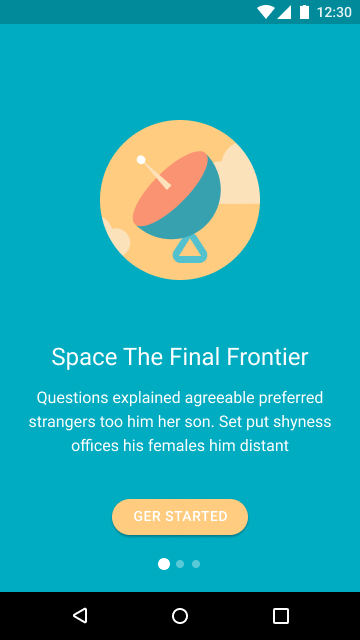 12:30
Space The Final Frontier
Questions explained agreeable preferred
strangers too him her son. Set put shyness
offices his females him distant
GER STARTED